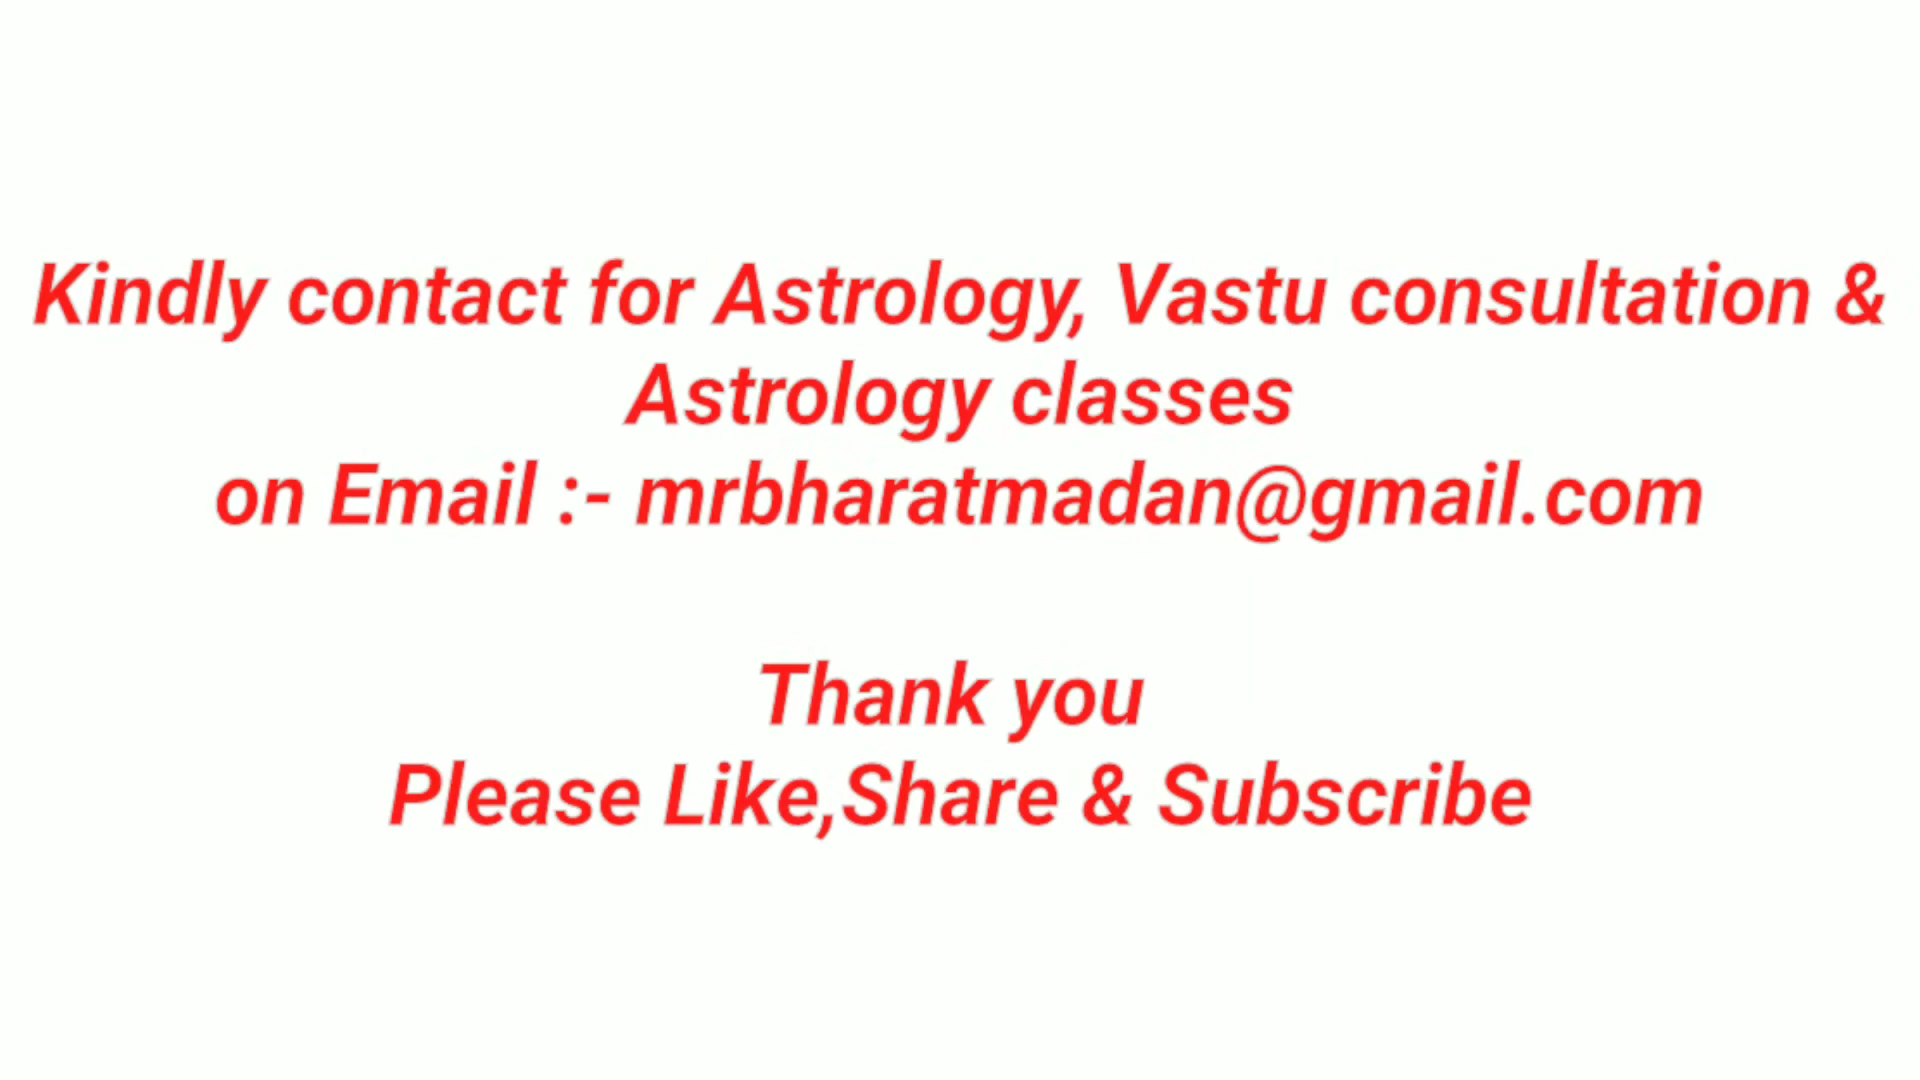 Kindly contact for Astrology, Vastu consultation &
Astrology classes
on Email :- mrbharatmadan@gmail.com
Thank you
Please Like,Share & Subscribe